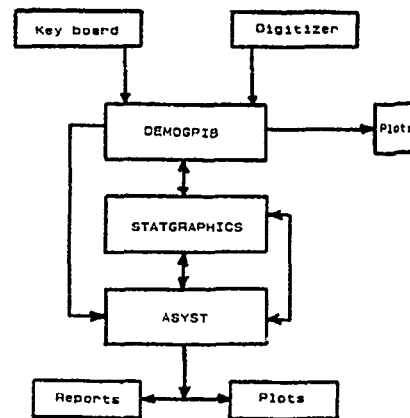 Key board
Digitizer
DEMOGPIB
Plots
STATGRAPHICS
ASYST
Reports
Plots